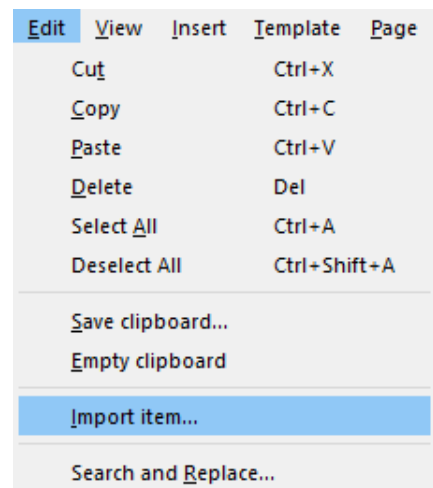 Edit View Insert Template Page
Cut Ctrl+X
Copy Ctrl+C
Paste Ctrl+V
Delete Del
Select All Ctrl+A
Deselect All Ctrl+Shift+A
Save clipboard...
Empty clipboard
Import item...
Search and Replace...